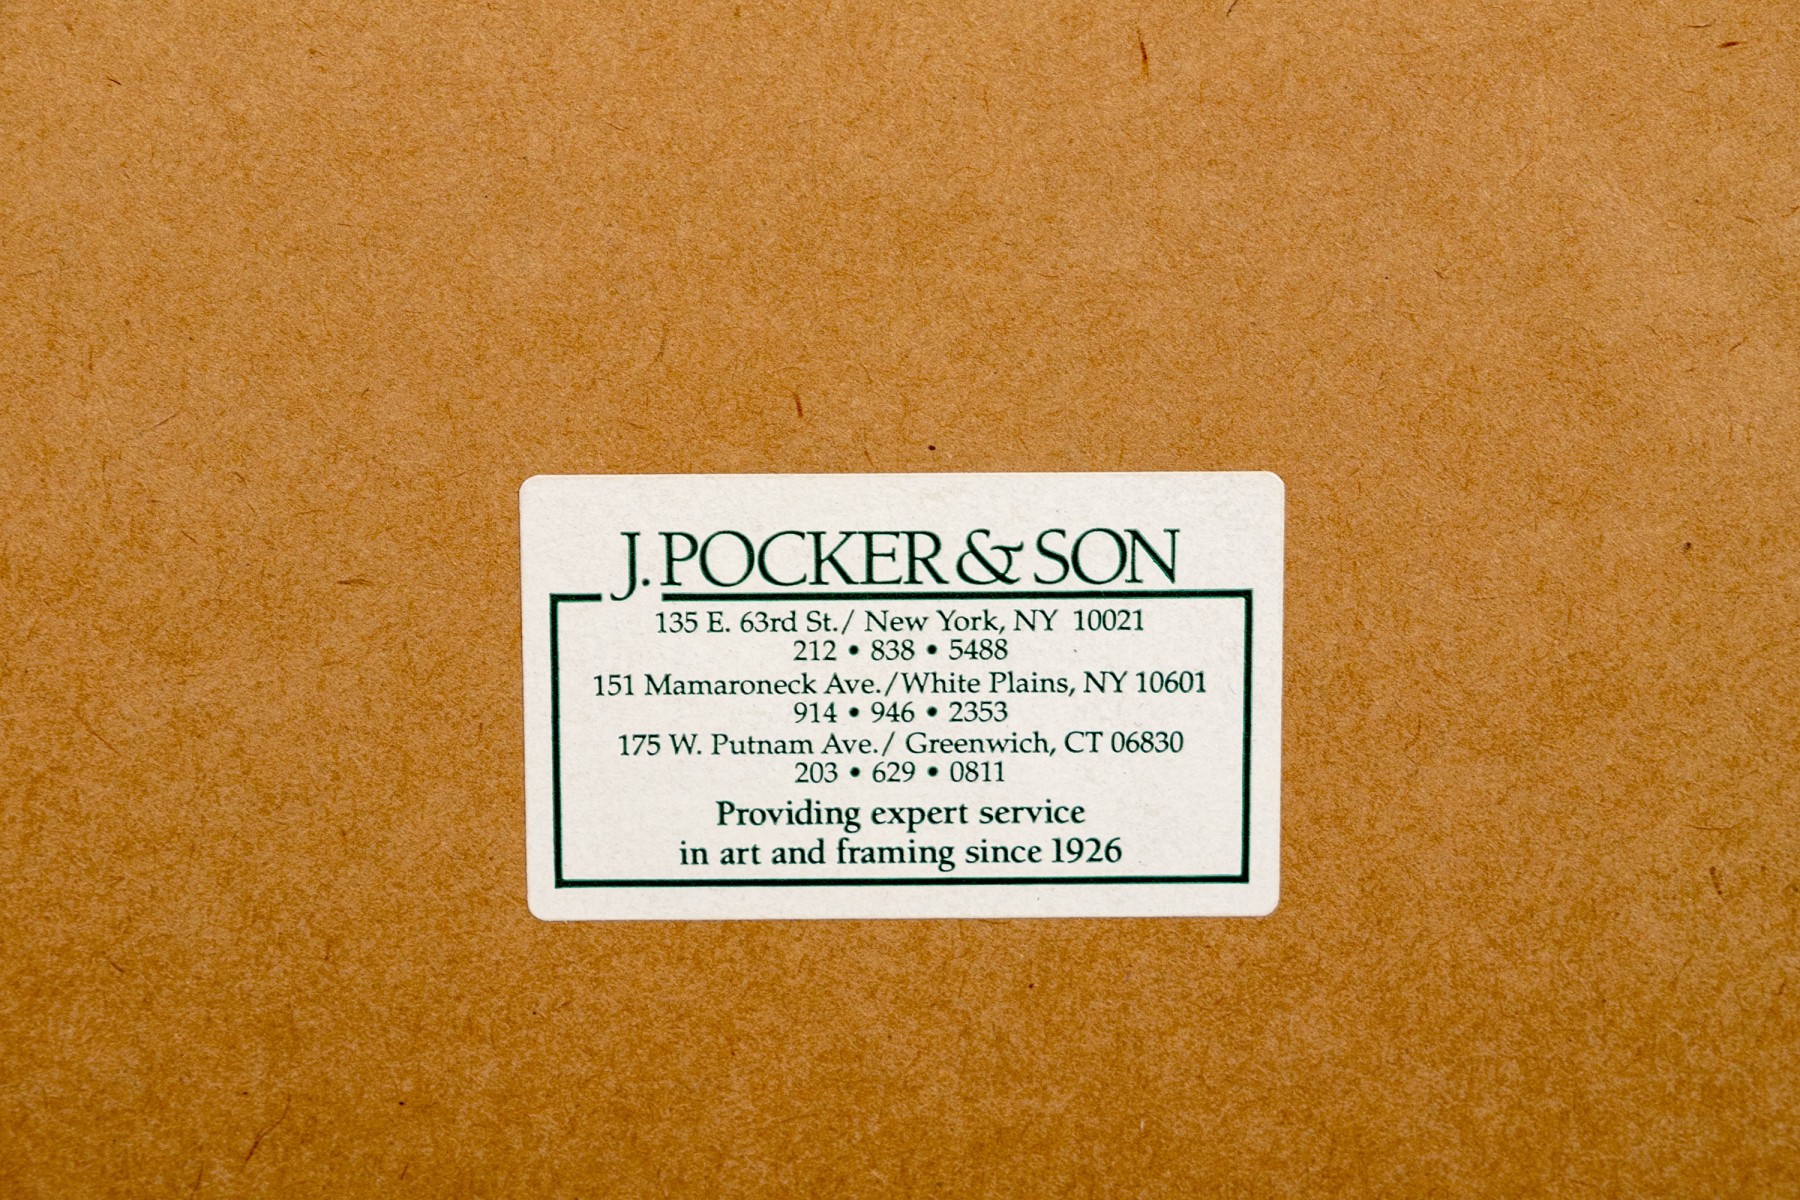 J. POCKER & SON
135 E. 63rd St./ New York, NY 10021
212 • 838 • 5488
151 Mamaroneck Ave./White Plains, NY 10601
914 • 946 • 2353
175 W. Putnam Ave./ Greenwich, CT 06830
203 • 629 • 0811
Providing expert service
in art and framing since 1926